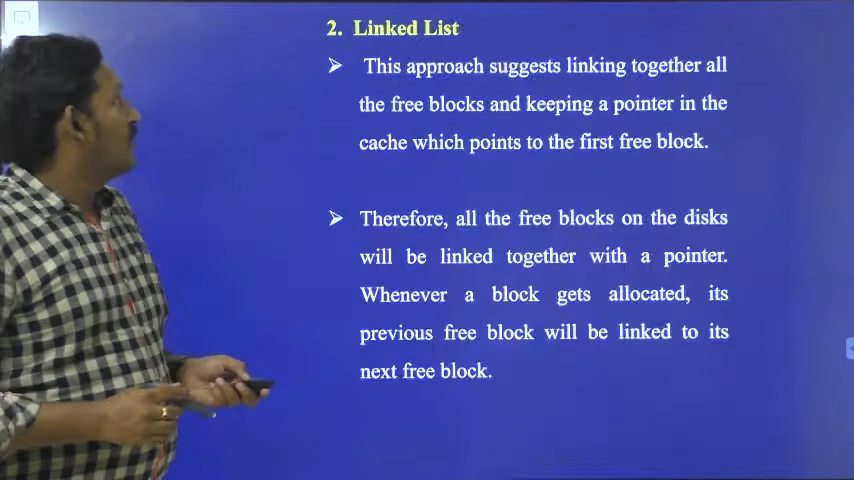 2. Linked List
➢ This approach suggests linking together all
the free blocks and keeping a pointer in the
cache which points to the first free block.
➢ Therefore, all the free blocks on the disks
will be linked together with a pointer.
Whenever a block gets allocated, its
previous free block will be linked to its
next free block.